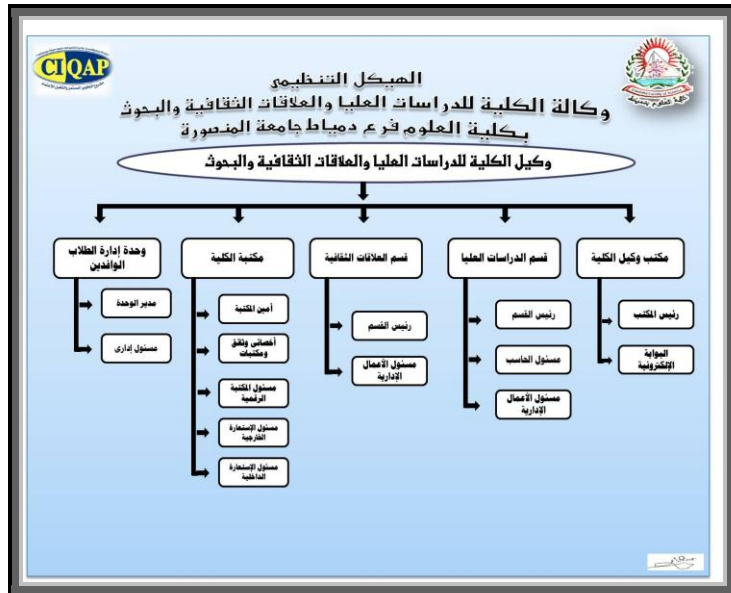 CIQAP
الهيكل التنظيمى
وكالة الكلية للدراسات العليا والعلاقات الثقافية والبحوث
بكلية العلوم فرع دمياط جامعة المنصورة
وكيل الكلية للدراسات العليا والعلاقات الثقافية والبحوث
مكتب وكيل الكلية
رئيس المكتب
البوابة
الإلكترونية
قسم الدراسات العليا
رئيس القسم
مسئول الحاسب
مسئول الأعمال
الإدارية
قسم العلاقات الثقافية
رئيس القسم
مسئول الأعمال
الإدارية
مكتبة الكلية
أمين المكتبة
أخصائى وثائق
ومكتبات
مسئول المكتبة
الرقمية
مسئول الإستعارة
الخارجية
مسئول الإستعارة
الداخلية
وحدة إدارة الطلاب
الوافدين
مدير الوحدة
مسئول إدارى